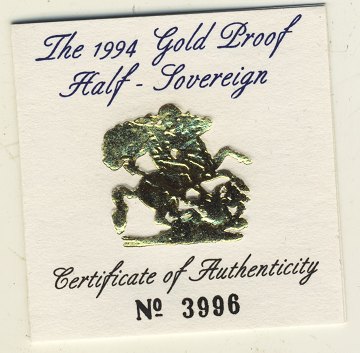 The 1994 Gold Proof
Half - Sovereign
Certificate of Authenticity
Nº 3996